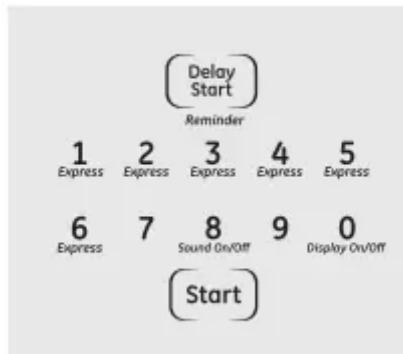 Delay
Start
Reminder
1 2 3 4 5
Express Express Express Express Express
6 7 8 9 0
Express Sound On/Off Display On/Off
Start